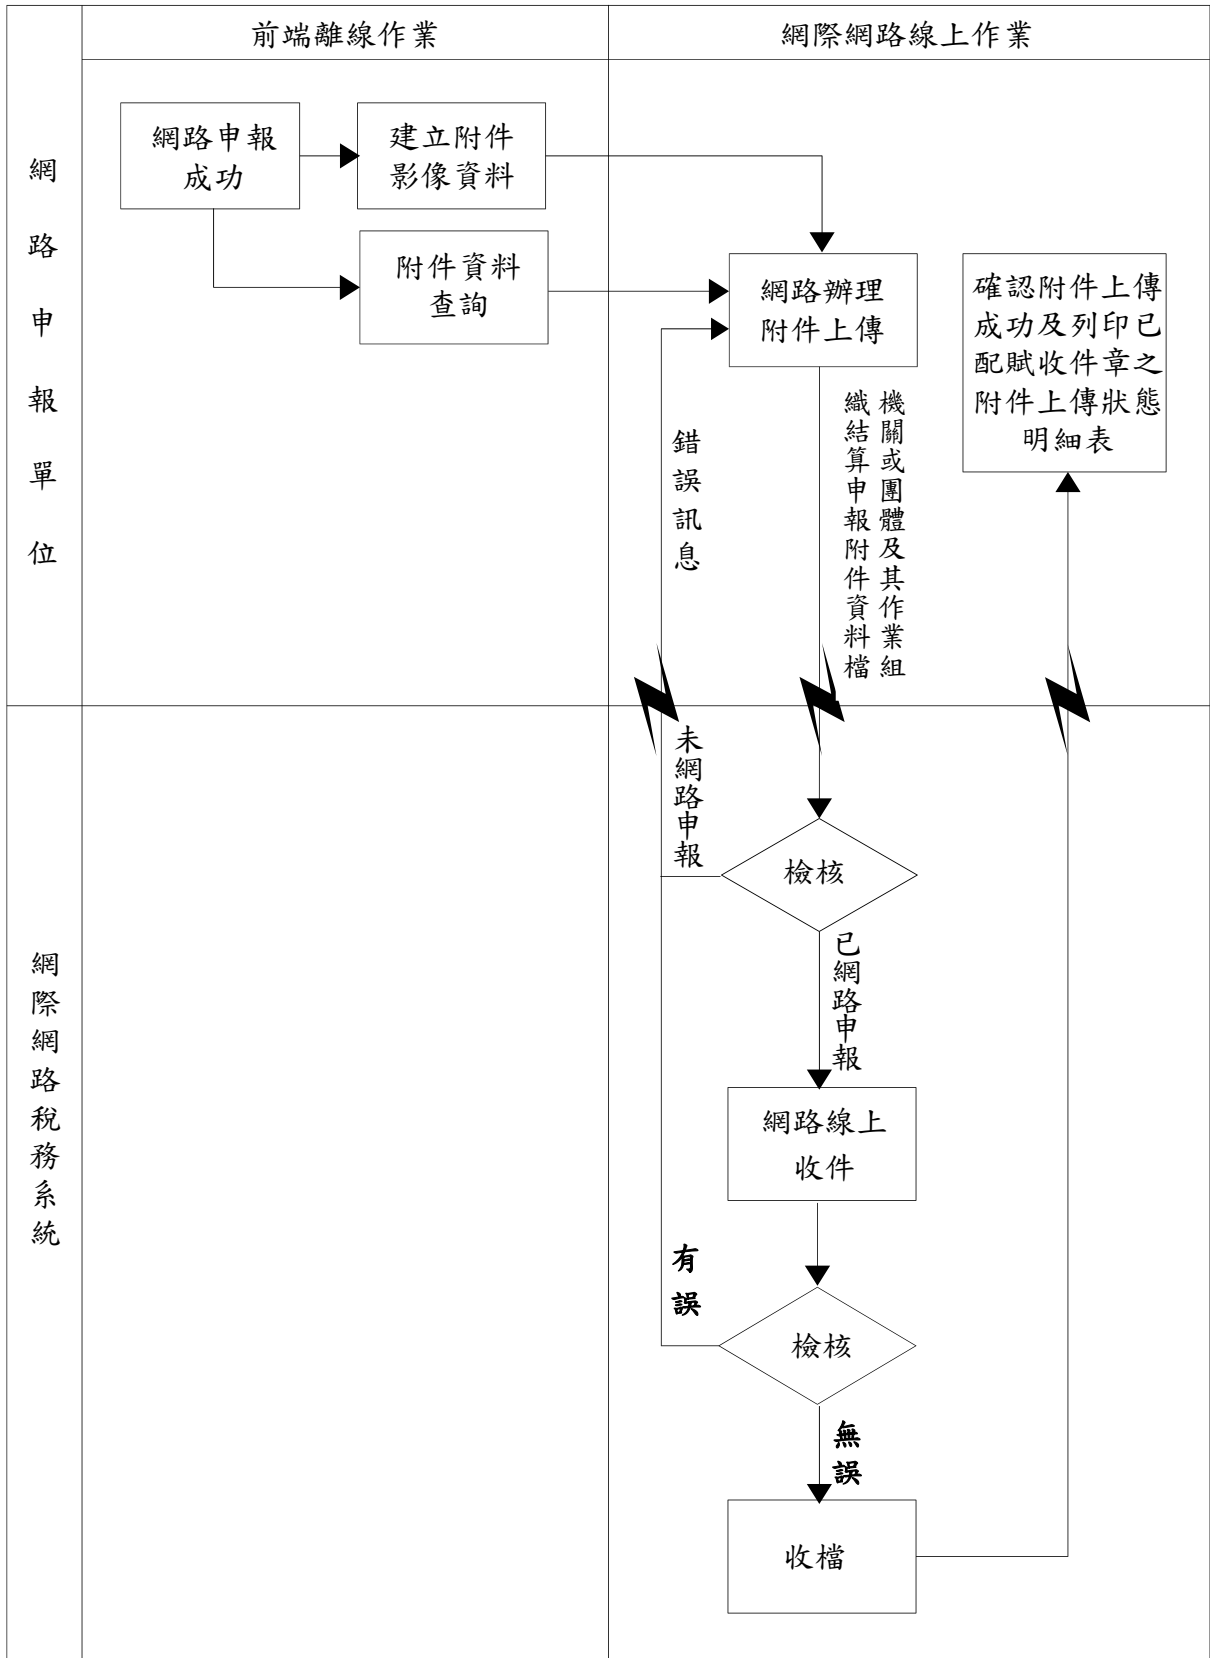 前端離線作業
網際網路線上作業
網路申報單位
網路申報
成功
建立附件
影像資料
附件資料
查詢
網路辦理
附件上傳
確認附件上傳
成功及列印已
配賦收件章之
附件上傳狀態
明細表
機關或團體及其作業組
織結算申報附件資料檔
錯誤訊息
網際網路稅務系統
未網路申報
檢核
已網路申報
網路線上
收件
有誤
檢核
無誤
收檔